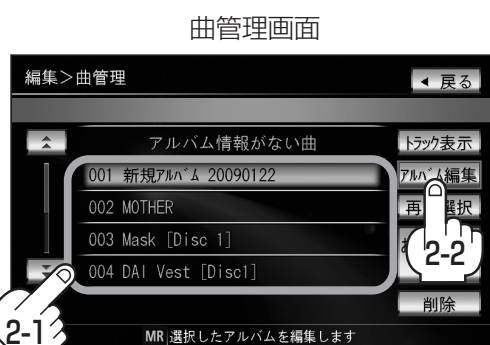 曲管理画面
編集>曲管理
◀ 戻る
アルバム情報がない曲
トラック表示
001 新規アルバム 20090122
アルバム編集
002 MOTHER
003 Mask [Disc 1]
004 DAI Vest [Disc1]
2-2
2-1
削除
MR 選択したアルバムを編集します